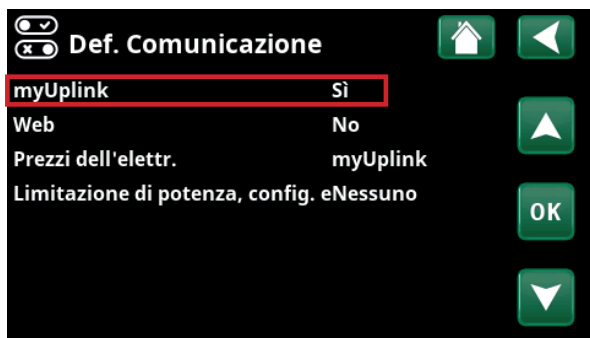 Def. Comunicazione
myUplink Sì
Web No
Prezzi dell'elettr. myUplink
Limitazione di potenza, config. eNessuno
OK